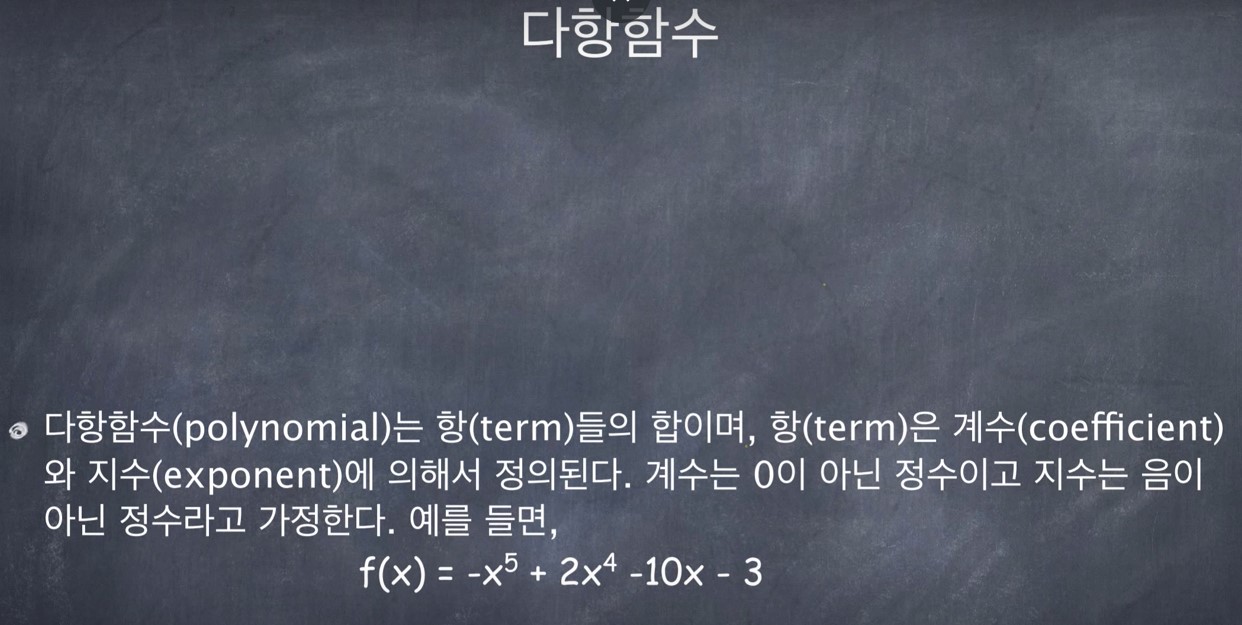 다항함수
다항함수(polynomial)는 항(term)들의 합이며, 항(term)은 계수(coefficient)
와 지수(exponent)에 의해서 정의된다. 계수는 0이 아닌 정수이고 지수는 음이
아닌 정수라고 가정한다. 예를 들면,
f(x) = -x⁵ + 2x⁴ -10x - 3